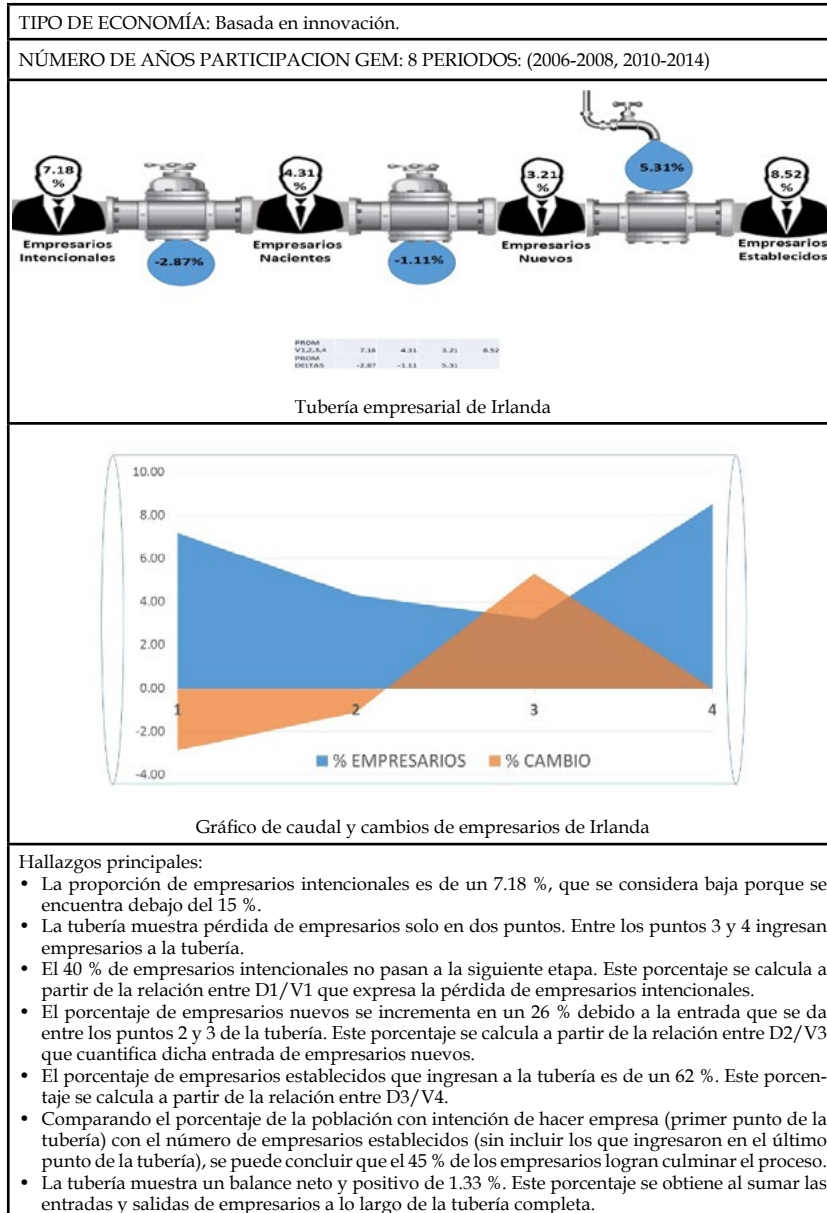 TIPO DE ECONOMÍA: Basada en innovación.
NÚMERO DE AÑOS PARTICIPACION GEM: 8 PERIODOS: (2006-2008, 2010-2014)
7.18
%
4.31
%
3.21
%
5.31%
8.52
%
Empresarios
Intencionales
-2.87%
Empresarios
Nacientes
-1.11%
Empresarios
Nuevos
Empresarios
Establecidos
PROM
V1,2,3,4 7.18 4.31 3.21 8.52
PROM
DELTAS -2.87 -1.11 5.31
Tubería empresarial de Irlanda
10.00
8.00
6.00
4.00
2.00
0.00
1 2 3 4
-2.00
% EMPRESARIOS % CAMBIO
-4.00
Gráfico de caudal y cambios de empresarios de Irlanda
Hallazgos principales:
• La proporción de empresarios intencionales es de un 7.18 %, que se considera baja porque se
encuentra debajo del 15 %.
• La tubería muestra pérdida de empresarios solo en dos puntos. Entre los puntos 3 y 4 ingresan
empresarios a la tubería.
• El 40 % de empresarios intencionales no pasan a la siguiente etapa. Este porcentaje se calcula a
partir de la relación entre D1/V1 que expresa la pérdida de empresarios intencionales.
• El porcentaje de empresarios nuevos se incrementa en un 26 % debido a la entrada que se da
entre los puntos 2 y 3 de la tubería. Este porcentaje se calcula a partir de la relación entre D2/V3
que cuantifica dicha entrada de empresarios nuevos.
• El porcentaje de empresarios establecidos que ingresan a la tubería es de un 62 %. Este porcen-
taje se calcula a partir de la relación entre D3/V4.
• Comparando el porcentaje de la población con intención de hacer empresa (primer punto de la
tubería) con el número de empresarios establecidos (sin incluir los que ingresaron en el último
punto de la tubería), se puede concluir que el 45 % de los empresarios logran culminar el proceso.
• La tubería muestra un balance neto y positivo de 1.33 %. Este porcentaje se obtiene al sumar las
entradas y salidas de empresarios a lo largo de la tubería completa.